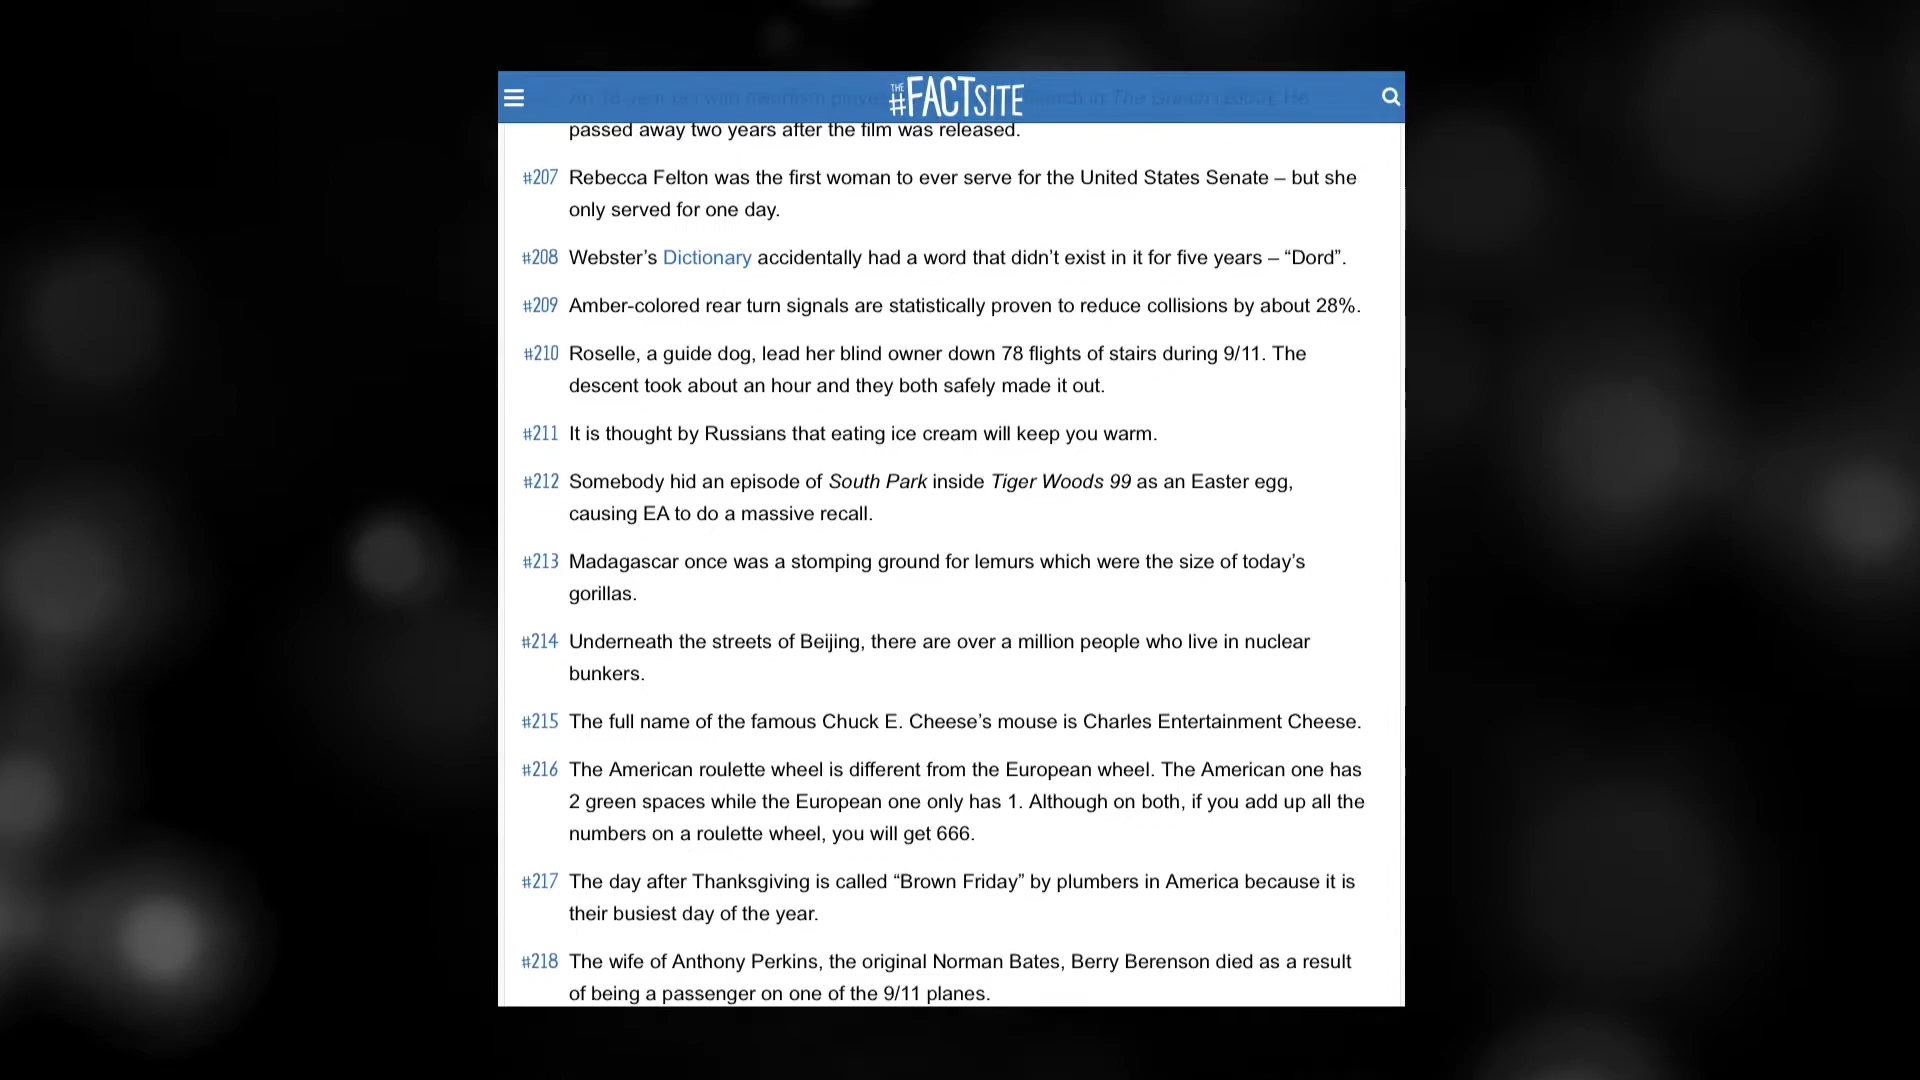 THE #FACTSITE
passed away two years after the film was released.
#207 Rebecca Felton was the first woman to ever serve for the United States Senate – but she
only served for one day.
#208 Webster’s Dictionary accidentally had a word that didn’t exist in it for five years – “Dord”.
#209 Amber-colored rear turn signals are statistically proven to reduce collisions by about 28%.
#210 Roselle, a guide dog, lead her blind owner down 78 flights of stairs during 9/11. The
descent took about an hour and they both safely made it out.
#211 It is thought by Russians that eating ice cream will keep you warm.
#212 Somebody hid an episode of South Park inside Tiger Woods 99 as an Easter egg,
causing EA to do a massive recall.
#213 Madagascar once was a stomping ground for lemurs which were the size of today’s
gorillas.
#214 Underneath the streets of Beijing, there are over a million people who live in nuclear
bunkers.
#215 The full name of the famous Chuck E. Cheese’s mouse is Charles Entertainment Cheese.
#216 The American roulette wheel is different from the European wheel. The American one has
2 green spaces while the European one only has 1. Although on both, if you add up all the
numbers on a roulette wheel, you will get 666.
#217 The day after Thanksgiving is called “Brown Friday” by plumbers in America because it is
their busiest day of the year.
#218 The wife of Anthony Perkins, the original Norman Bates, Berry Berenson died as a result
of being a passenger on one of the 9/11 planes.